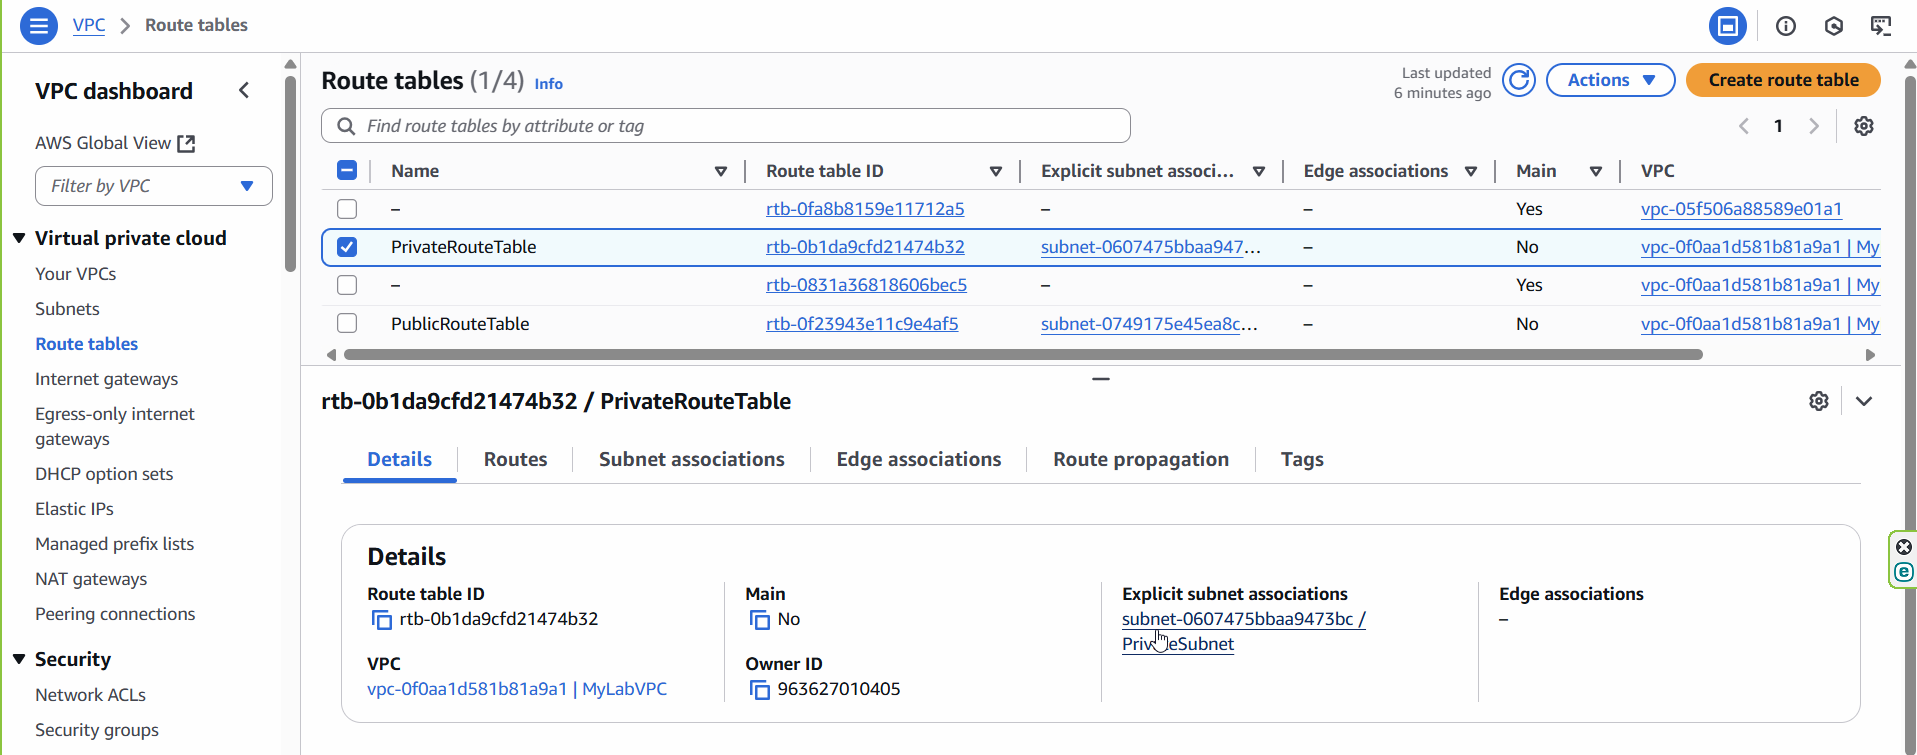 VPC > Route tables
VPC dashboard
AWS Global View
Filter by VPC
Virtual private cloud
Your VPCs
Subnets
Route tables
Internet gateways
Egress-only internet
gateways
DHCP option sets
Elastic IPs
Managed prefix lists
NAT gateways
Peering connections
Security
Network ACLs
Security groups
Route tables (1/4) Info
Last updated
6 minutes ago
Actions
Create route table
Find route tables by attribute or tag
1
Name Route table ID Explicit subnet associ... Edge associations Main VPC
– rtb-0fa8b8159e11712a5 – – Yes vpc-05f506a88589e01a1
PrivateRouteTable rtb-0b1da9cfd21474b32 subnet-0607475bbaa947... – No vpc-0f0aa1d581b81a9a1 | My
– rtb-0831a36818606bec5 – – Yes vpc-0f0aa1d581b81a9a1 | My
PublicRouteTable rtb-0f23943e11c9e4af5 subnet-0749175e45ea8c... – No vpc-0f0aa1d581b81a9a1 | My
rtb-0b1da9cfd21474b32 / PrivateRouteTable
Details Routes Subnet associations Edge associations Route propagation Tags
Details
Route table ID
rtb-0b1da9cfd21474b32
VPC
vpc-0f0aa1d581b81a9a1 | MyLabVPC
Main
No
Owner ID
963627010405
Explicit subnet associations
subnet-0607475bbaa9473bc /
PrivateSubnet
Edge associations
–